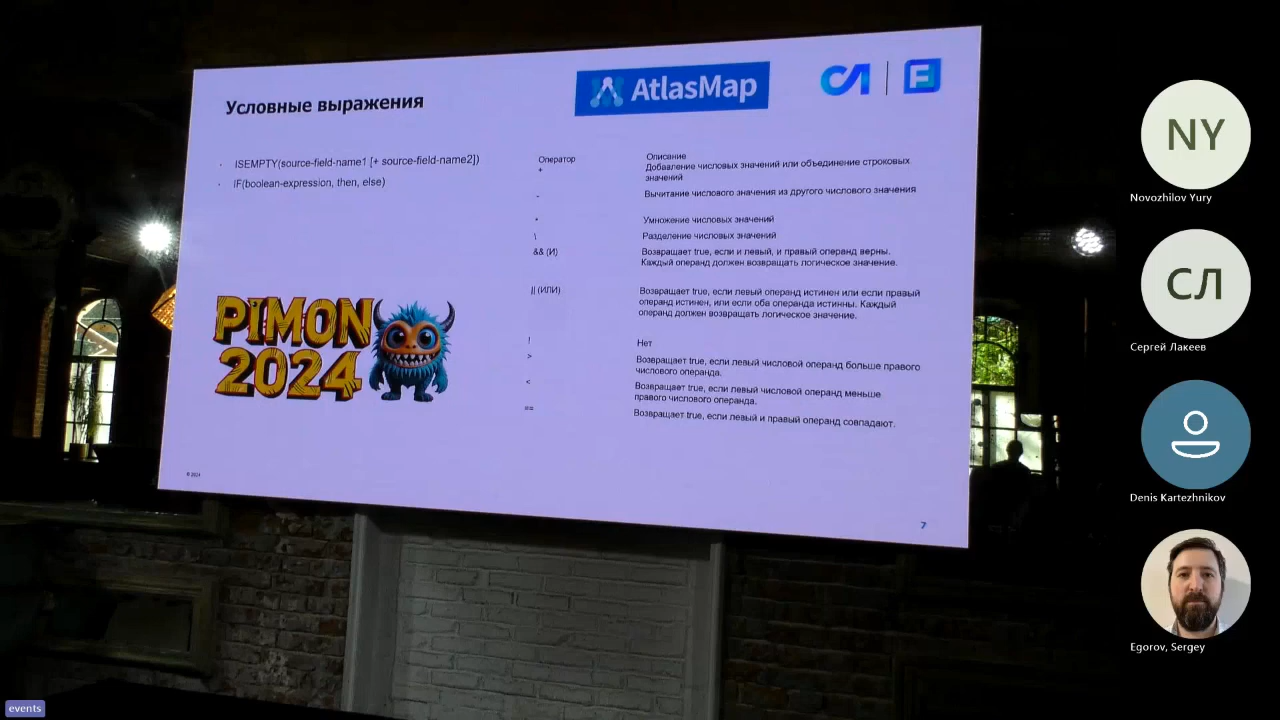 Условные выражения
AtlasMap
· ISEMPTY(source-field-name1 [+ source-field-name2])
· IF(boolean-expression, then, else)
Оператор
Описание
+
Добавление числовых значений или объединение строковых
значений
-
Вычитание числового значения из другого числового значения
*
Умножение числовых значений
\
Разделение числовых значений
&& (И)
Возвращает true, если и левый, и правый операнд верны.
Каждый операнд должен возвращать логическое значение.
|| (ИЛИ)
Возвращает true, если левый операнд истинен или если правый
операнд истинен, или если оба операнда истинны. Каждый
операнд должен возвращать логическое значение.
!
Нет
>
Возвращает true, если левый числовой операнд больше правого
числового операнда.
<
Возвращает true, если левый числовой операнд меньше
правого числового операнда.
==
Возвращает true, если левый и правый операнд совпадают.
PIMON
2024
© 2024
7
NY
Novozhilov Yury
СЛ
Сергей Лакеев
Denis Kartezhnikov
Egorov, Sergey
events